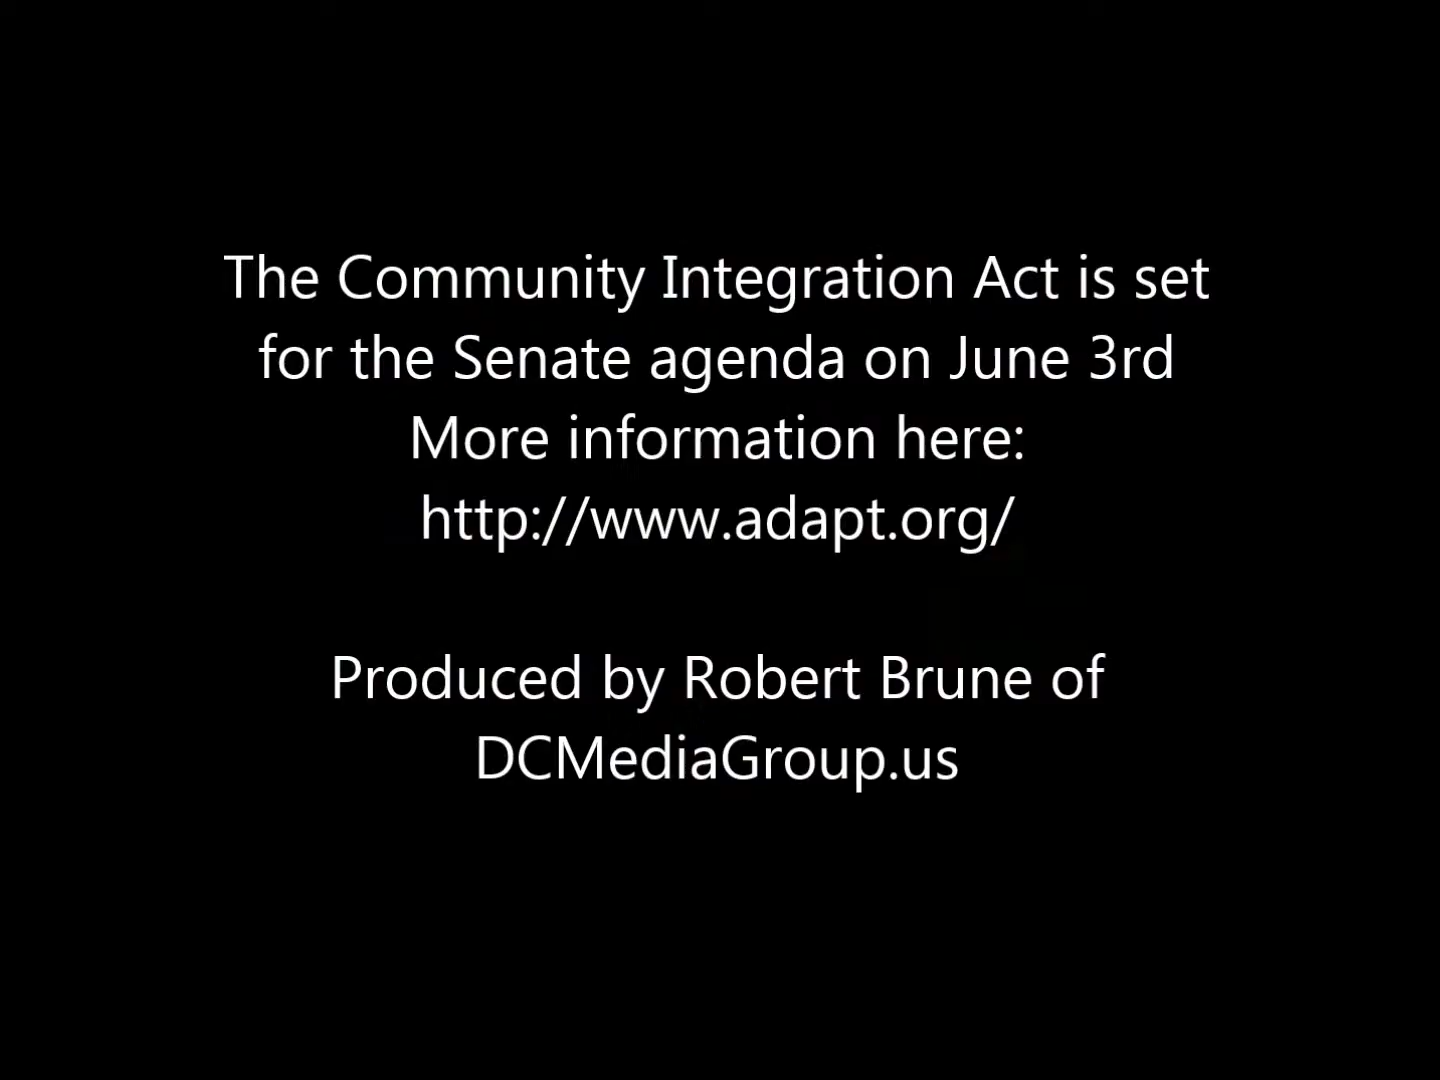 The Community Integration Act is set
for the Senate agenda on June 3rd
More information here:
http://www.adapt.org/
Produced by Robert Brune of
DCMediaGroup.us